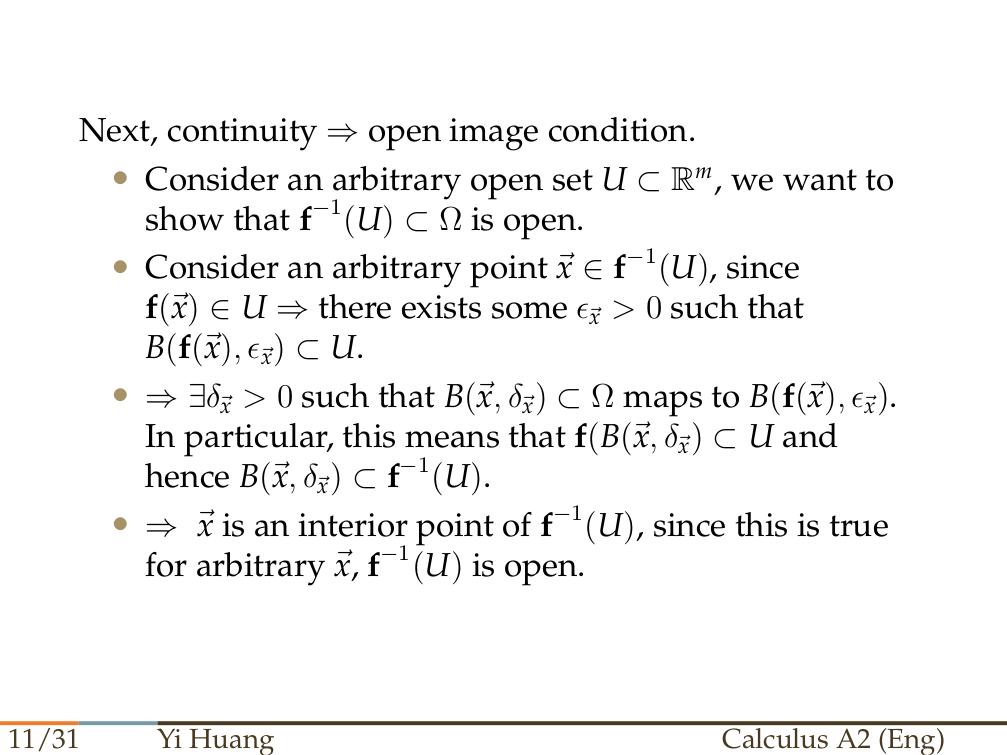 Next, continuity ⇒ open image condition.
• Consider an arbitrary open set U ⊂ ℝᵐ, we want to
show that f⁻¹(U) ⊂ Ω is open.
• Consider an arbitrary point x⃗ ∈ f⁻¹(U), since
f(x⃗) ∈ U ⇒ there exists some ϵ_x⃗ > 0 such that
B(f(x⃗), ϵ_x⃗) ⊂ U.
• ⇒ ∃δ_x⃗ > 0 such that B(x⃗, δ_x⃗) ⊂ Ω maps to B(f(x⃗), ϵ_x⃗).
In particular, this means that f(B(x⃗, δ_x⃗) ⊂ U and
hence B(x⃗, δ_x⃗) ⊂ f⁻¹(U).
• ⇒ x⃗ is an interior point of f⁻¹(U), since this is true
for arbitrary x⃗, f⁻¹(U) is open.
11/31 Yi Huang Calculus A2 (Eng)